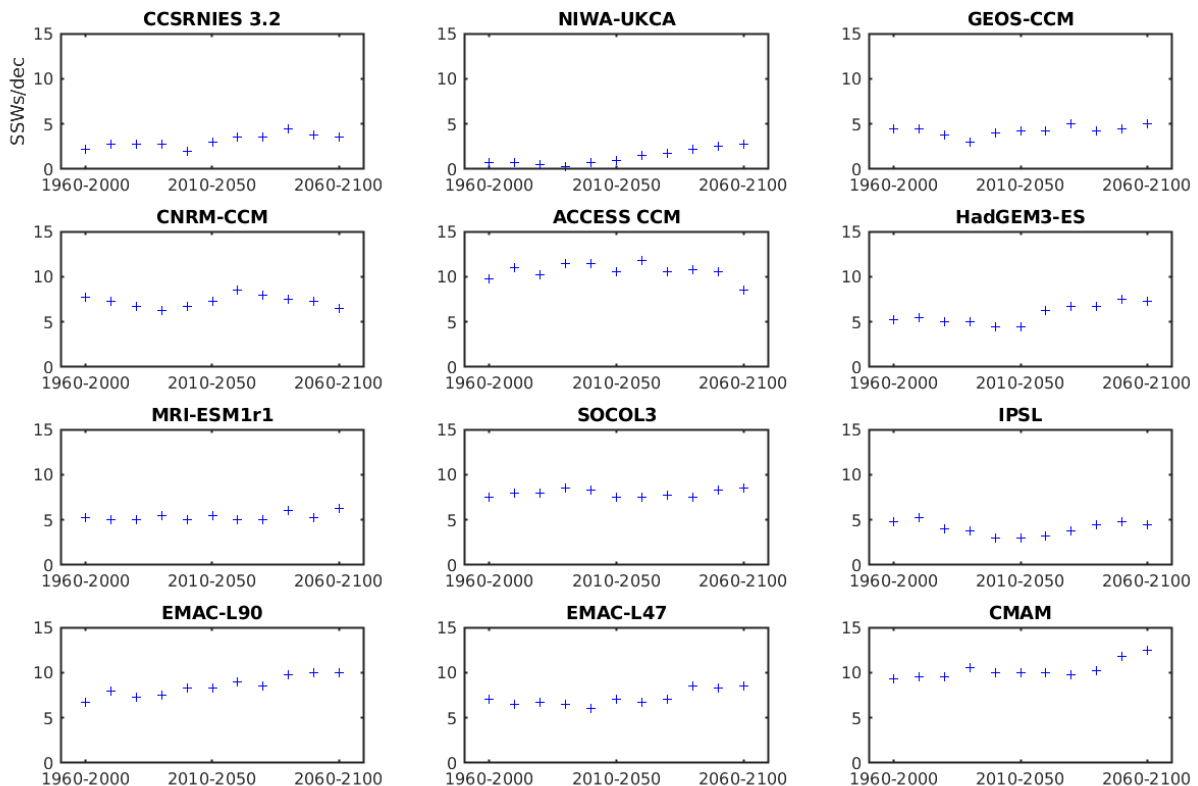 CCSRNIES 3.2 NIWA-UKCA GEOS-CCM
SSWs/dec
15 15 15
10 10 10
5 5 5
0 0 0
1960-2000 2010-2050 2060-2100 1960-2000 2010-2050 2060-2100 1960-2000 2010-2050 2060-2100
CNRM-CCM ACCESS CCM HadGEM3-ES
15 15 15
10 10 10
5 5 5
0 0 0
1960-2000 2010-2050 2060-2100 1960-2000 2010-2050 2060-2100 1960-2000 2010-2050 2060-2100
MRI-ESM1r1 SOCOL3 IPSL
15 15 15
10 10 10
5 5 5
0 0 0
1960-2000 2010-2050 2060-2100 1960-2000 2010-2050 2060-2100 1960-2000 2010-2050 2060-2100
EMAC-L90 EMAC-L47 CMAM
15 15 15
10 10 10
5 5 5
0 0 0
1960-2000 2010-2050 2060-2100 1960-2000 2010-2050 2060-2100 1960-2000 2010-2050 2060-2100